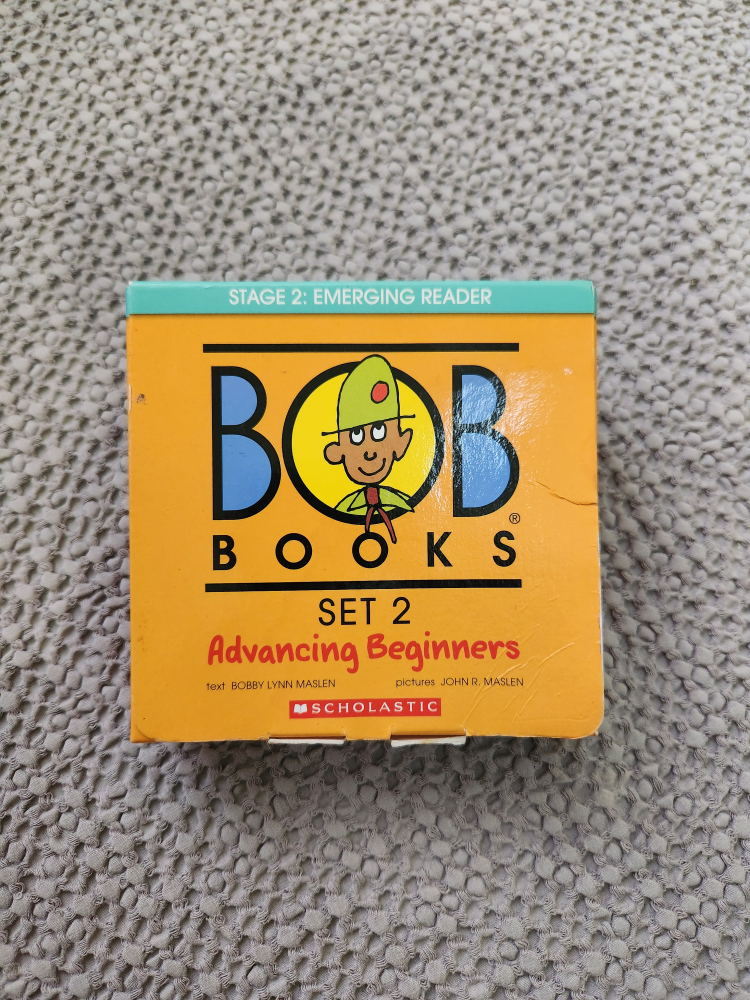 STAGE 2: EMERGING READER
BOB
BOOKS®
SET 2
Advancing Beginners
text BOBBY LYNN MASLEN pictures JOHN R. MASLEN
SCHOLASTIC